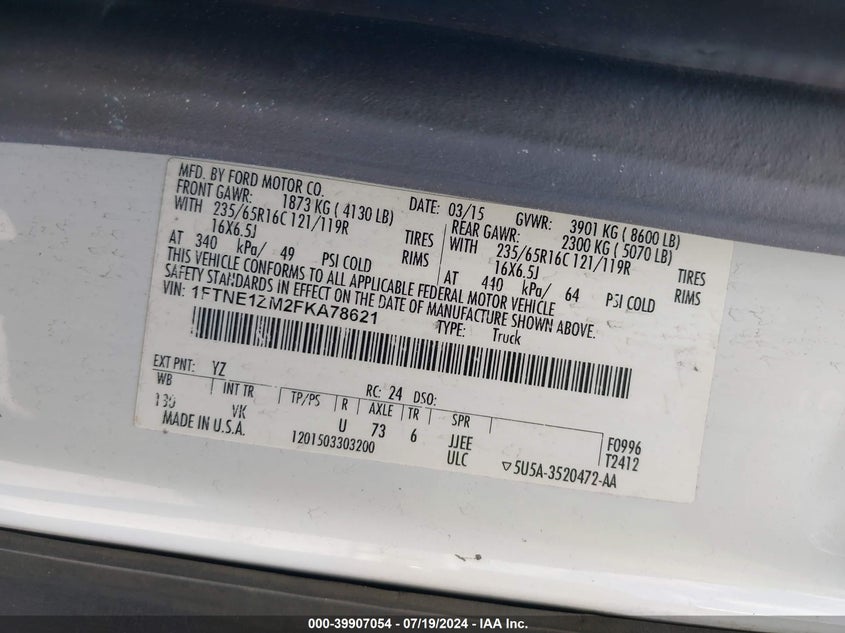 MFD. BY FORD MOTOR CO.
DATE: 03/15 GVWR: 3901 KG ( 8600 LB)
FRONT GAWR: 1873 KG ( 4130 LB) REAR GAWR: 2300 KG ( 5070 LB)
WITH 235/65R16C 121/119R TIRES WITH 235/65R16C 121/119R TIRES
16X6.5J RIMS 16X6.5J RIMS
AT 340 kPa/ 49 PSI COLD AT 440 kPa/ 64 PSI COLD
THIS VEHICLE CONFORMS TO ALL APPLICABLE FEDERAL MOTOR VEHICLE
SAFETY STANDARDS IN EFFECT ON THE DATE OF MANUFACTURE SHOWN ABOVE.
VIN: 1FTNE1ZM2FKA78621
TYPE: Truck
EXT PNT: YZ RC: 24 DSO:
WB INT TR TP/PS R AXLE TR SPR
130 VK U 73 6 JJEE F0996
MADE IN U.S.A. 1201503303200 ULC ▽5U5A-3520472-AA T2412
000-39907054 - 07/19/2024 - IAA Inc.